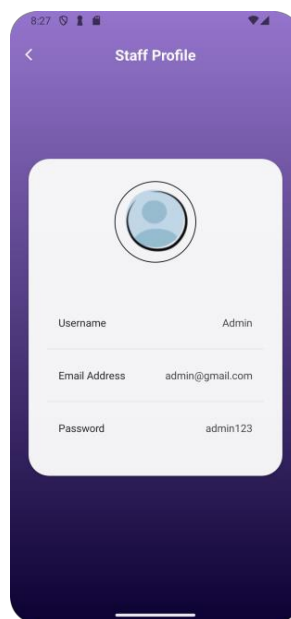 8:27
Staff Profile
Username Admin
Email Address admin@gmail.com
Password admin123